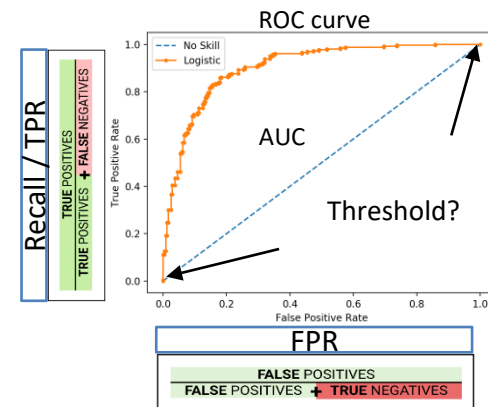 ROC curve
No Skill
Logistic
1.0
0.8
0.6
0.4
0.2
0.0
True Positive Rate
AUC
Threshold?
0.0 0.2 0.4 0.6 0.8 1.0
False Positive Rate
Recall / TPR
TRUE POSITIVES
TRUE POSITIVES + FALSE NEGATIVES
FPR
FALSE POSITIVES
FALSE POSITIVES + TRUE NEGATIVES